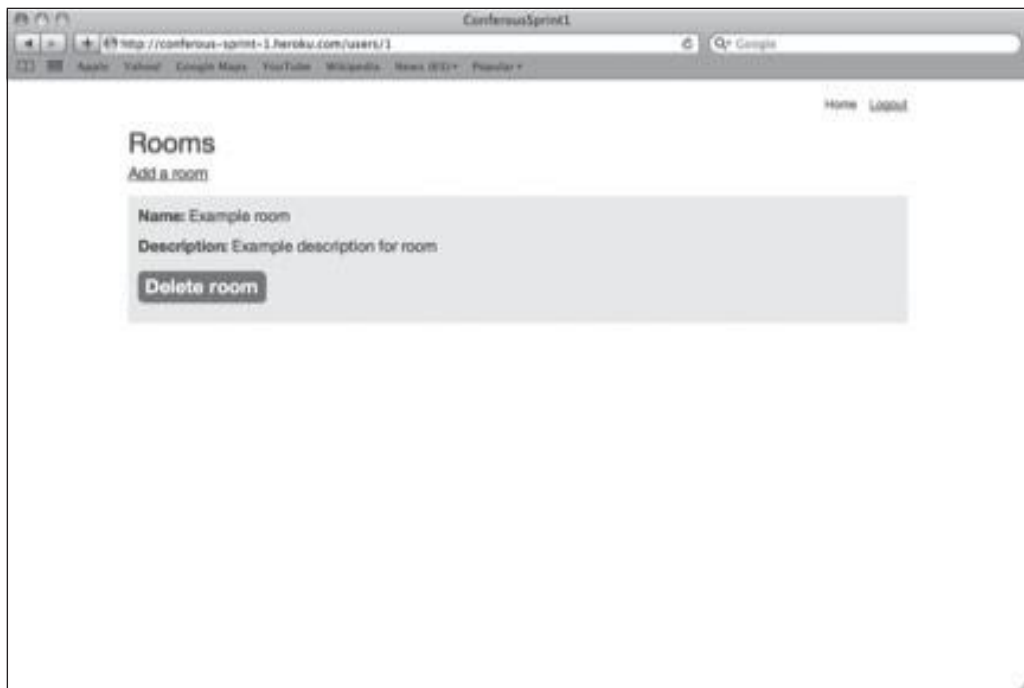 ConferousSprint1
http://conferous-sprint-1.heroku.com/users/1
Google
Apple Yahoo! Google Maps YouTube Wikipedia News Popular
Home Logout
Rooms
Add a room
Name: Example room
Description: Example description for room
Delete room